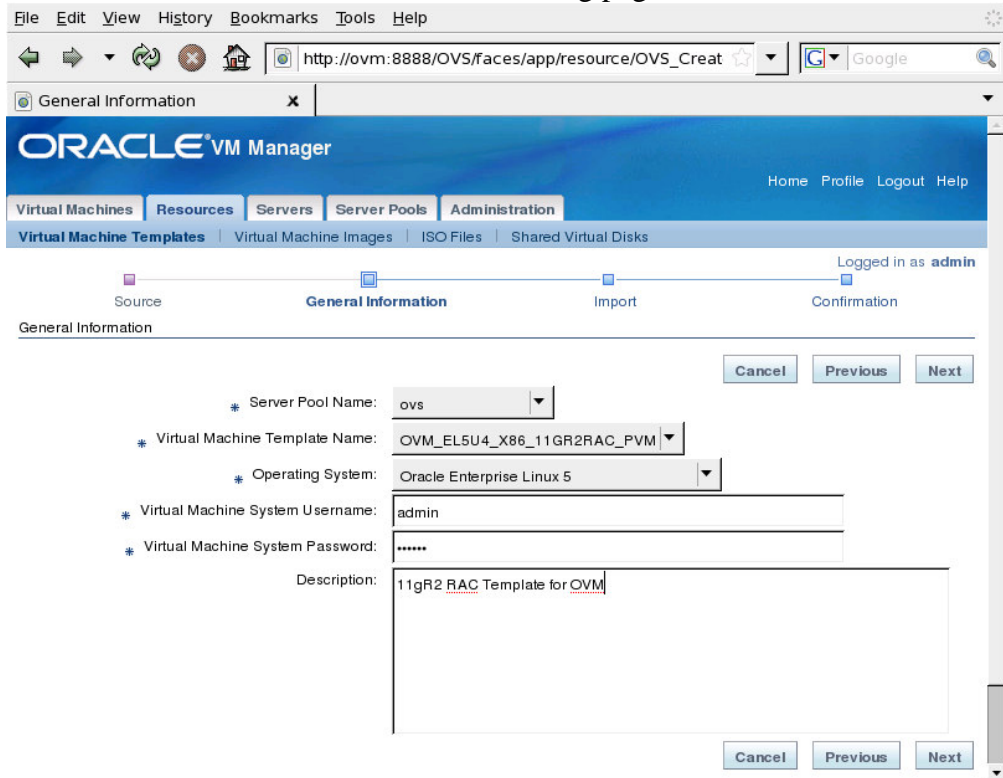 File Edit View History Bookmarks Tools Help
http://ovm:8888/OVS/faces/app/resource/OVS_Creat
G Google
General Information
ORACLE VM Manager
Home Profile Logout Help
Virtual Machines Resources Servers Server Pools Administration
Virtual Machine Templates | Virtual Machine Images | ISO Files | Shared Virtual Disks
Logged in as admin
Source General Information Import Confirmation
General Information
Cancel Previous Next
* Server Pool Name: ovs
* Virtual Machine Template Name: OVM_EL5U4_X86_11GR2RAC_PVM
* Operating System: Oracle Enterprise Linux 5
* Virtual Machine System Username: admin
* Virtual Machine System Password: ••••••
Description: 11gR2 RAC Template for OVM
Cancel Previous Next